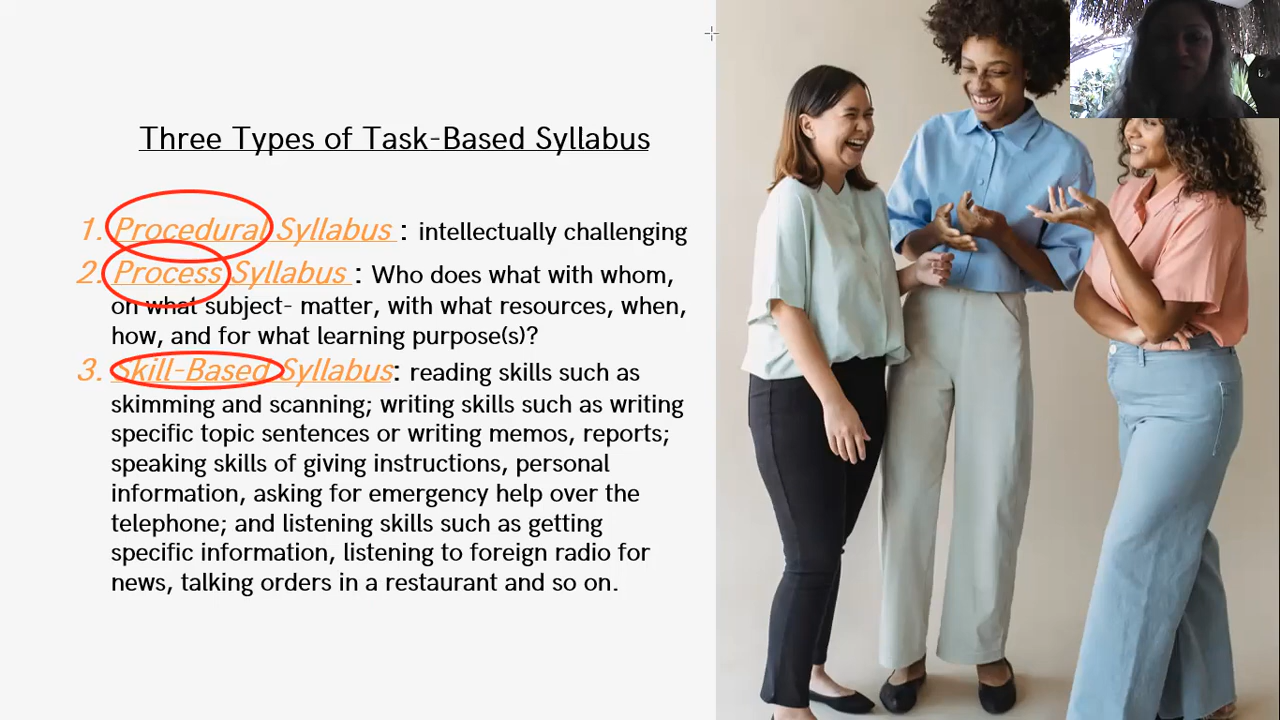 Three Types of Task-Based Syllabus
1. Procedural Syllabus : intellectually challenging
2. Process Syllabus : Who does what with whom,
on what subject- matter, with what resources, when,
how, and for what learning purpose(s)?
3. Skill-Based Syllabus: reading skills such as
skimming and scanning; writing skills such as writing
specific topic sentences or writing memos, reports;
speaking skills of giving instructions, personal
information, asking for emergency help over the
telephone; and listening skills such as getting
specific information, listening to foreign radio for
news, talking orders in a restaurant and so on.